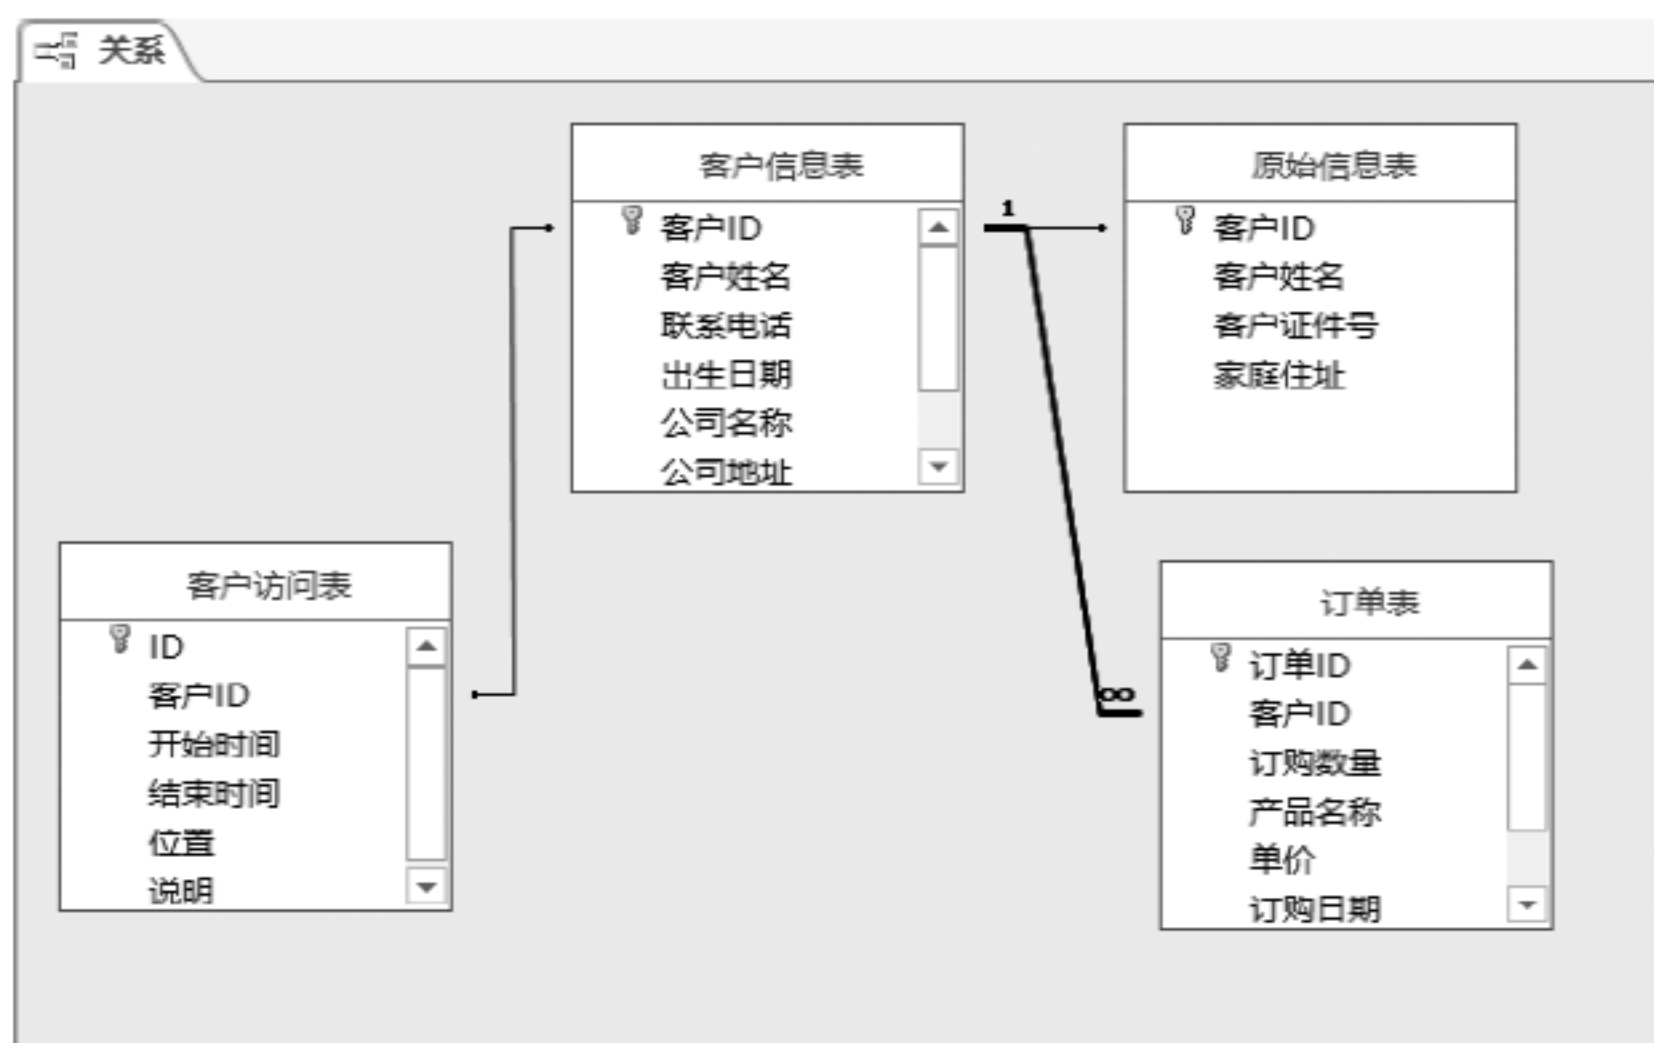 关系
客户信息表
客户ID
客户姓名
联系电话
出生日期
公司名称
公司地址
1
原始信息表
客户ID
客户姓名
客户证件号
家庭住址
客户访问表
ID
客户ID
开始时间
结束时间
位置
说明
∞
订单表
订单ID
客户ID
订购数量
产品名称
单价
订购日期